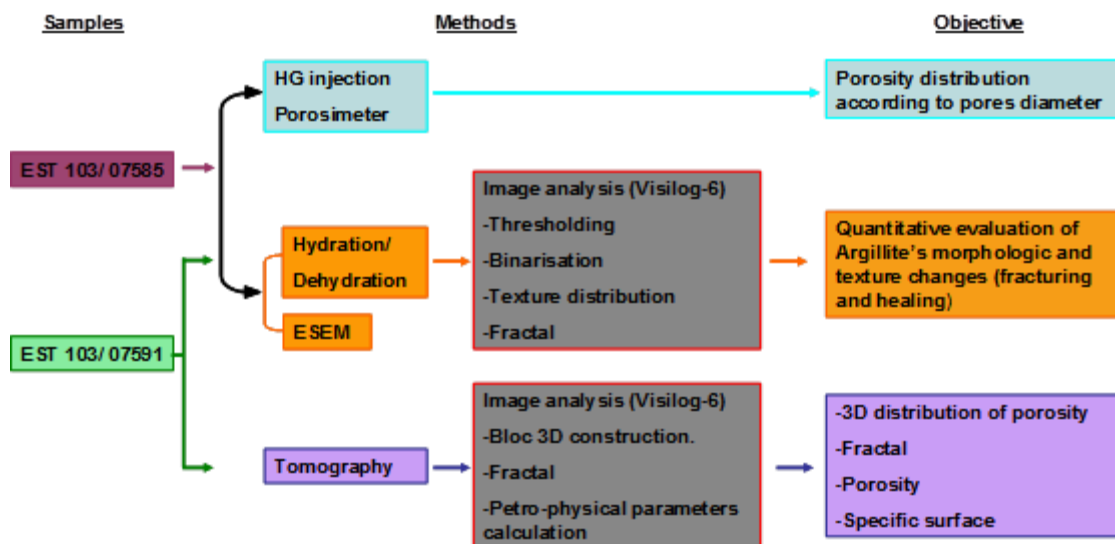 Samples
Methods
Objective
HG injection
Porosimeter
Porosity distribution
according to pores diameter
EST 103/ 07585
Hydration/
Dehydration
ESEM
Image analysis (Visilog-6)
-Thresholding
-Binarisation
-Texture distribution
-Fractal
Quantitative evaluation of
Argillite's morphologic and
texture changes (fracturing
and healing)
EST 103/ 07591
Tomography
Image analysis (Visilog-6)
-Bloc 3D construction.
-Fractal
-Petro-physical parameters
calculation
-3D distribution of porosity
-Fractal
-Porosity
-Specific surface